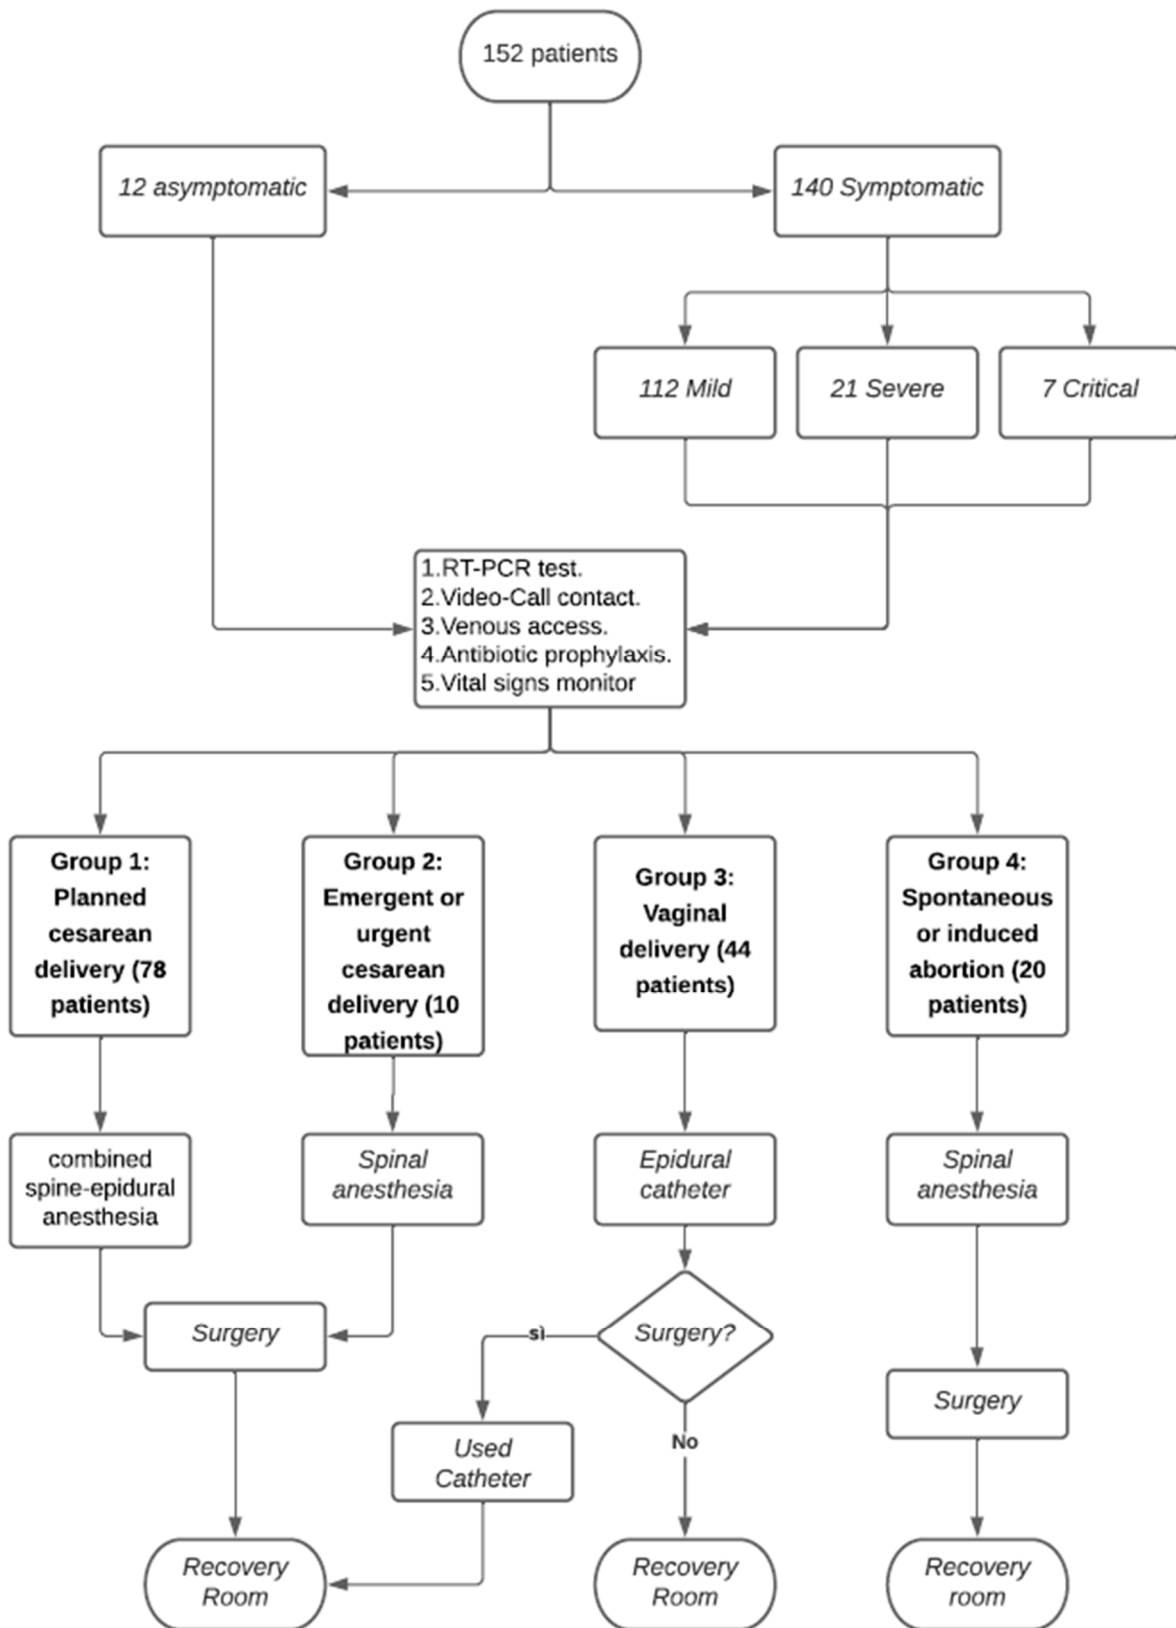 152 patients
12 asymptomatic
140 Symptomatic
112 Mild
21 Severe
7 Critical
1.RT-PCR test.
2.Video-Call contact.
3.Venous access.
4.Antibiotic prophylaxis.
5.Vital signs monitor
Group 1:
Planned
cesarean
delivery (78
patients)
Group 2:
Emergent or
urgent
cesarean
delivery (10
patients)
Group 3:
Vaginal
delivery (44
patients)
Group 4:
Spontaneous
or induced
abortion (20
patients)
combined
spine-epidural
anesthesia
Spinal
anesthesia
Epidural
catheter
Spinal
anesthesia
Surgery
sì
Surgery?
Surgery
Used
Catheter
No
Recovery
Room
Recovery
Room
Recovery
room